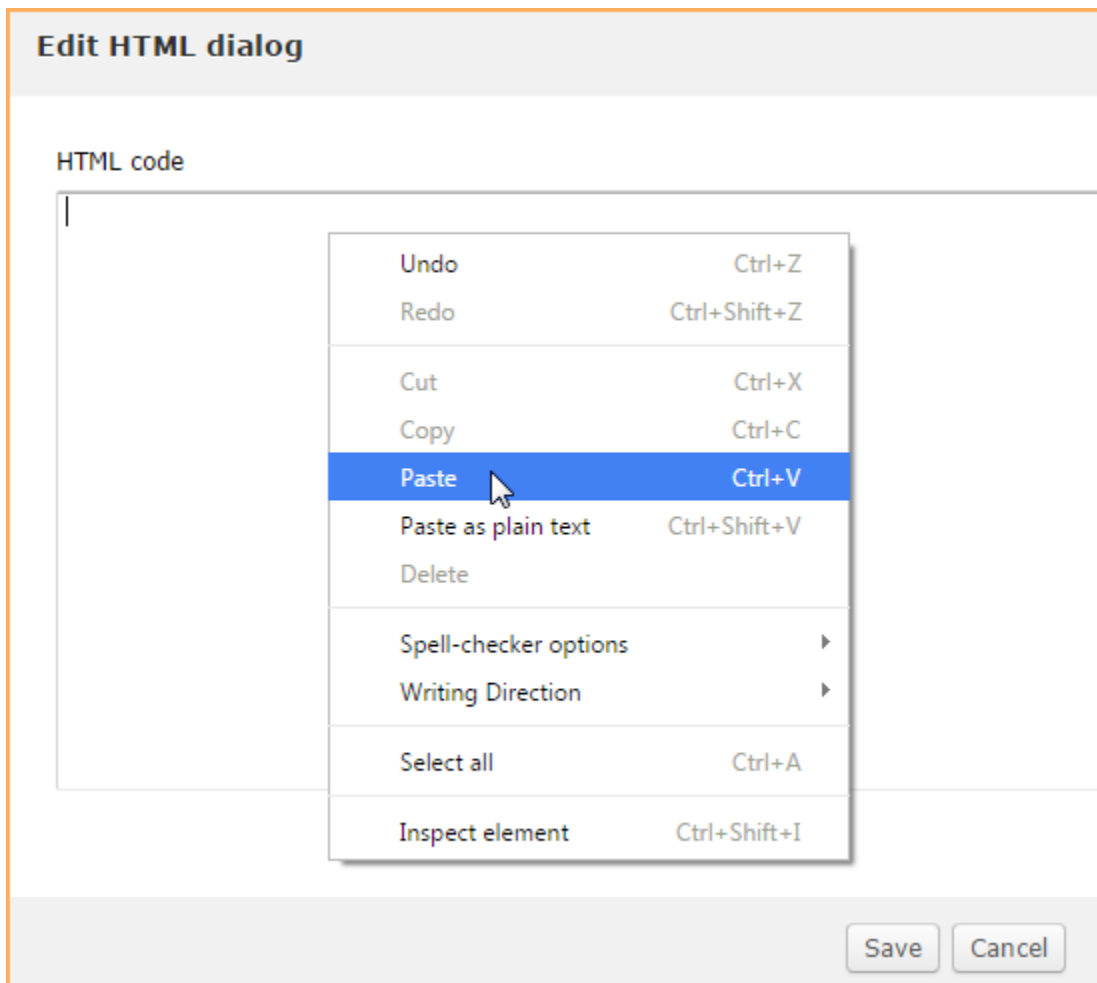 Edit HTML dialog
HTML code
Undo Ctrl+Z
Redo Ctrl+Shift+Z
Cut Ctrl+X
Copy Ctrl+C
Paste Ctrl+V
Paste as plain text Ctrl+Shift+V
Delete
Spell-checker options
Writing Direction
Select all Ctrl+A
Inspect element Ctrl+Shift+I
Save Cancel